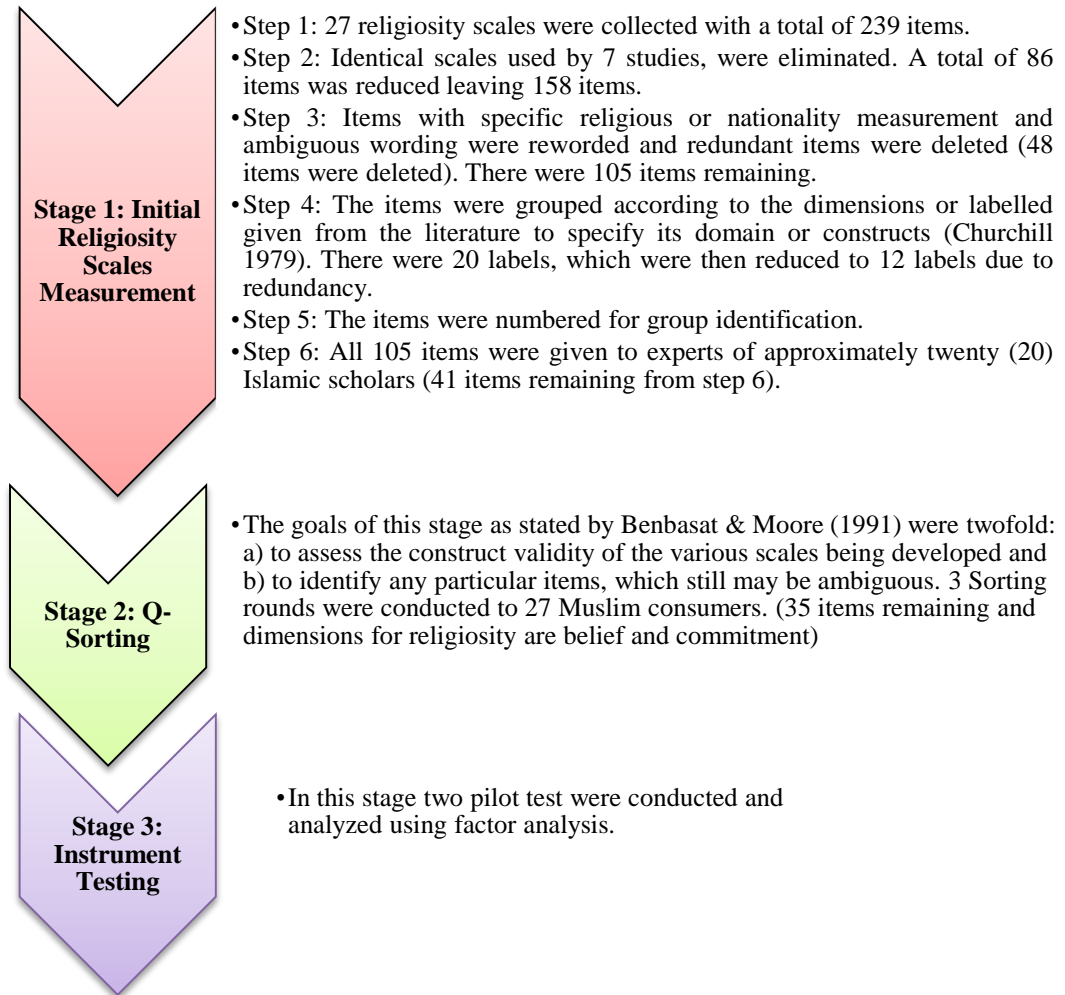 Stage 1: Initial
Religiosity
Scales
Measurement
•Step 1: 27 religiosity scales were collected with a total of 239 items.
•Step 2: Identical scales used by 7 studies, were eliminated. A total of 86
items was reduced leaving 158 items.
•Step 3: Items with specific religious or nationality measurement and
ambiguous wording were reworded and redundant items were deleted (48
items were deleted). There were 105 items remaining.
•Step 4: The items were grouped according to the dimensions or labelled
given from the literature to specify its domain or constructs (Churchill
1979). There were 20 labels, which were then reduced to 12 labels due to
redundancy.
•Step 5: The items were numbered for group identification.
•Step 6: All 105 items were given to experts of approximately twenty (20)
Islamic scholars (41 items remaining from step 6).
Stage 2: Q-
Sorting
•The goals of this stage as stated by Benbasat & Moore (1991) were twofold:
a) to assess the construct validity of the various scales being developed and
b) to identify any particular items, which still may be ambiguous. 3 Sorting
rounds were conducted to 27 Muslim consumers. (35 items remaining and
dimensions for religiosity are belief and commitment)
Stage 3:
Instrument
Testing
•In this stage two pilot test were conducted and
analyzed using factor analysis.